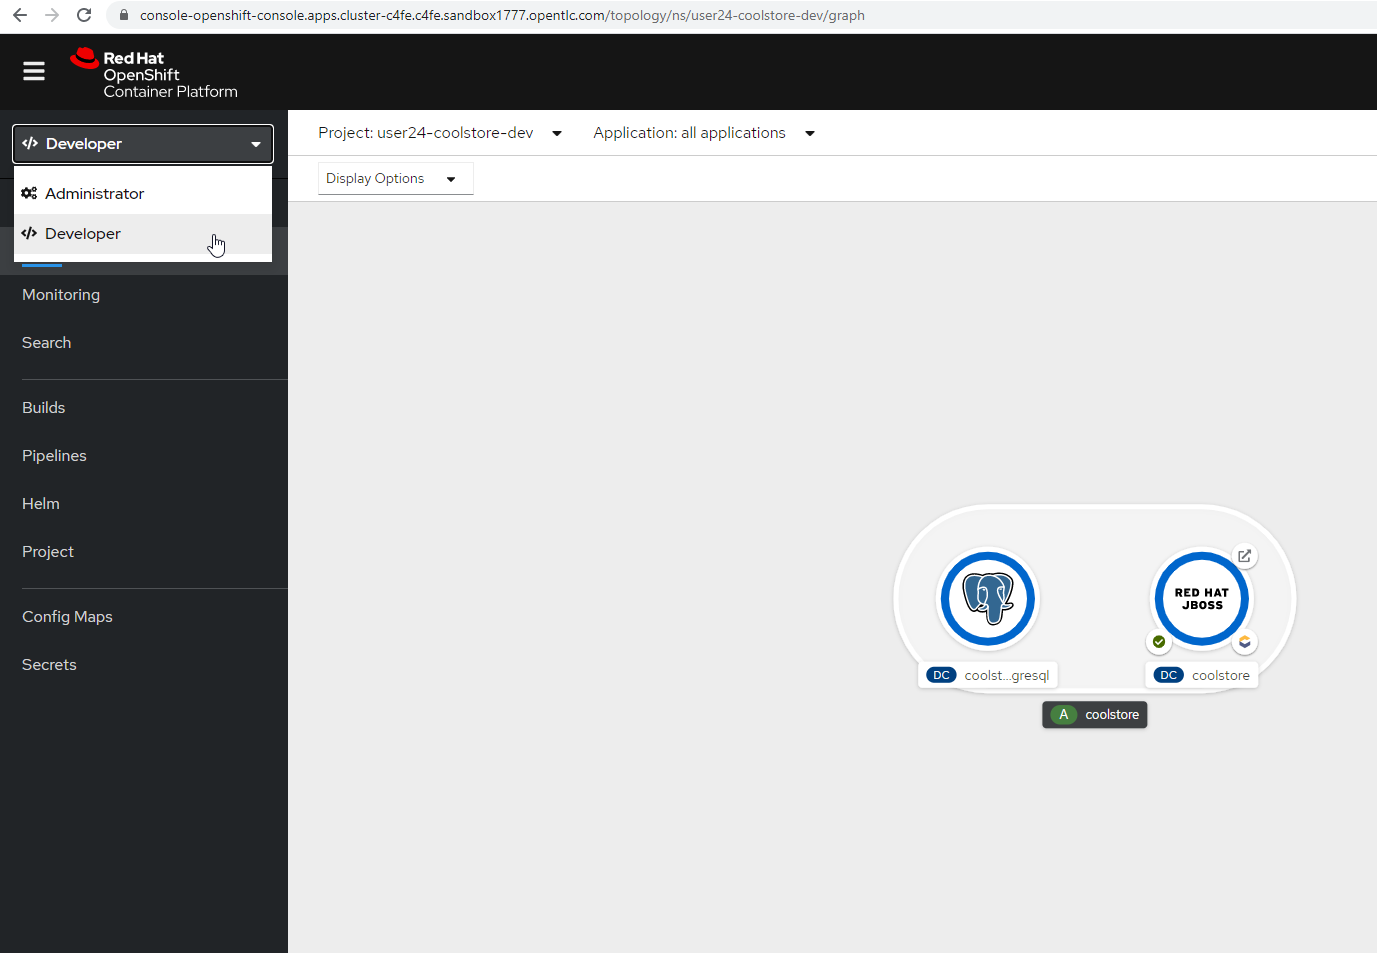 console-openshift-console.apps.cluster-c4fe.c4fe.sandbox1777.opentlc.com/topology/ns/user24-coolstore-dev/graph
Red Hat
OpenShift
Container Platform
Developer
Administrator
Developer
Monitoring
Search
Builds
Pipelines
Helm
Project
Config Maps
Secrets
Project: user24-coolstore-dev
Application: all applications
Display Options
RED HAT
JBOSS
DC coolst...gresql
DC coolstore
A coolstore